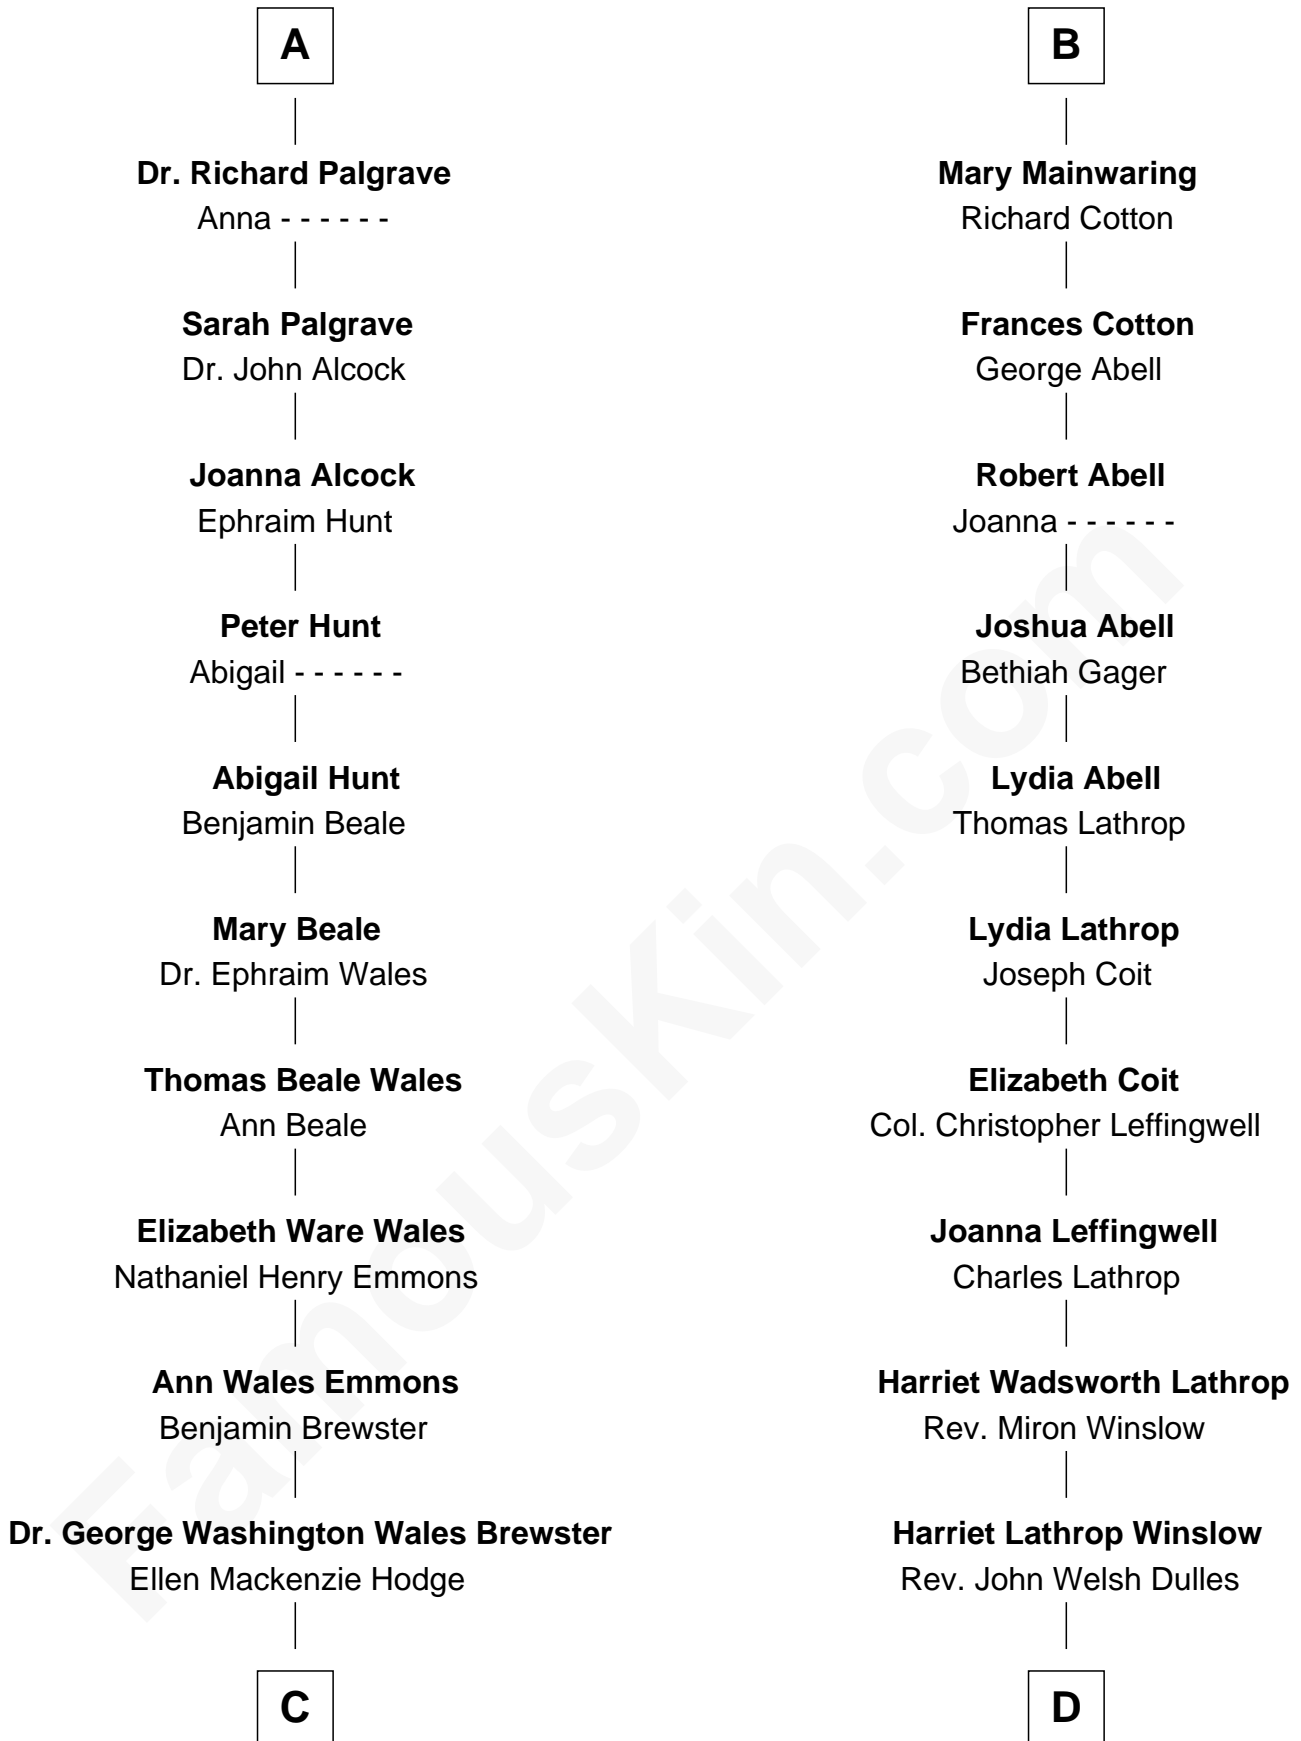 A
Dr. Richard Palgrave
Anna - - - - - -
Sarah Palgrave
Dr. John Alcock
Joanna Alcock
Ephraim Hunt
Peter Hunt
Abigail - - - - - -
Abigail Hunt
Benjamin Beale
Mary Beale
Dr. Ephraim Wales
Thomas Beale Wales
Ann Beale
Elizabeth Ware Wales
Nathaniel Henry Emmons
Ann Wales Emmons
Benjamin Brewster
Dr. George Washington Wales Brewster
Ellen Mackenzie Hodge
C
B
Mary Mainwaring
Richard Cotton
Frances Cotton
George Abell
Robert Abell
Joanna - - - - - -
Joshua Abell
Bethiah Gager
Lydia Abell
Thomas Lathrop
Lydia Lathrop
Joseph Coit
Elizabeth Coit
Col. Christopher Leffingwell
Joanna Leffingwell
Charles Lathrop
Harriet Wadsworth Lathrop
Rev. Miron Winslow
Harriet Lathrop Winslow
Rev. John Welsh Dulles
D
FamousKin.com